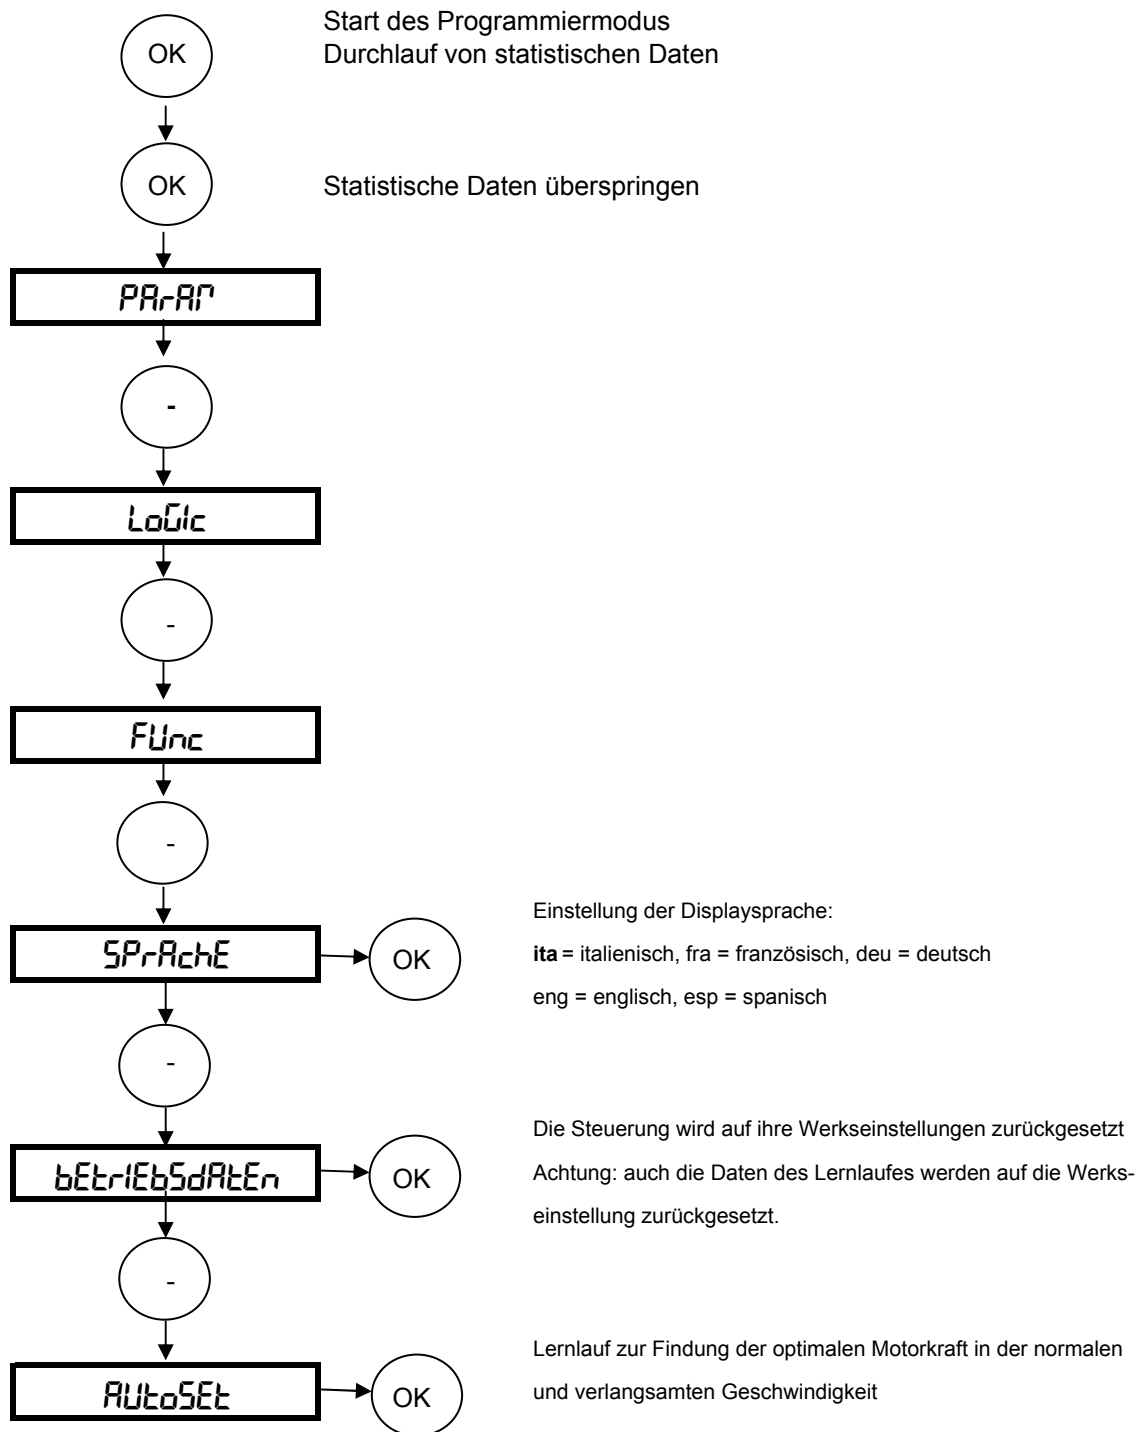 OK
Start des Programmiermodus
Durchlauf von statistischen Daten
OK
Statistische Daten überspringen
PArAM
-
LoGIc
-
FUnc
-
SPrAchE
OK
Einstellung der Displaysprache:
ita = italienisch, fra = französisch, deu = deutsch
eng = englisch, esp = spanisch
-
bEtrIEbSdAtEn
OK
Die Steuerung wird auf ihre Werkseinstellungen zurückgesetzt
Achtung: auch die Daten des Lernlaufes werden auf die Werks-
einstellung zurückgesetzt.
-
AUtoSEt
OK
Lernlauf zur Findung der optimalen Motorkraft in der normalen
und verlangsamten Geschwindigkeit